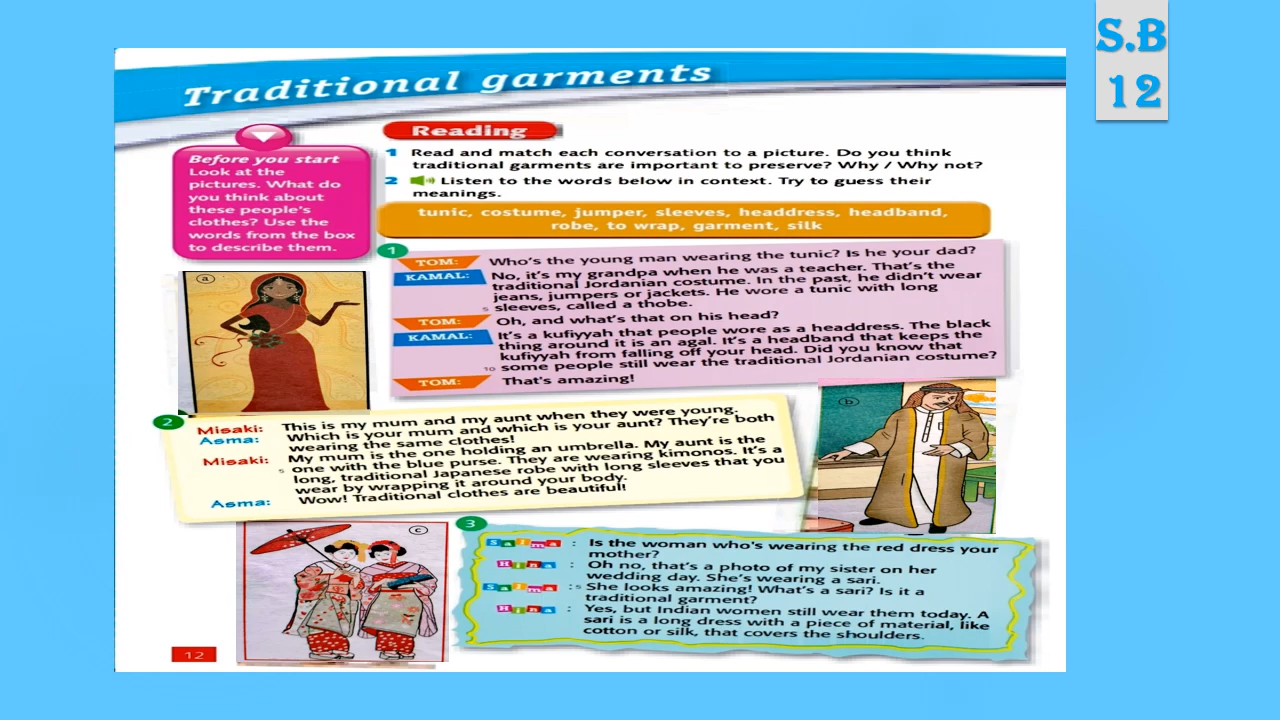 S.B
12
Traditional garments
Before you start
Look at the
pictures. What do
you think about
these people's
clothes? Use the
words from the box
to describe them.
Reading
1 Read and match each conversation to a picture. Do you think
traditional garments are important to preserve? Why / Why not?
2 Listen to the words below in context. Try to guess their
meanings.
tunic, costume, jumper, sleeves, headdress, headband,
robe, to wrap, garment, silk
1
TOM: Who's the young man wearing the tunic? Is he your dad?
KAMAL: No, it's my grandpa when he was a teacher. That's the
traditional Jordanian costume. In the past, he didn't wear
jeans, jumpers or jackets. He wore a tunic with long
5 sleeves, called a thobe.
TOM: Oh, and what's that on his head?
KAMAL: It's a kufiyyah that people wore as a headdress. The black
thing around it is an agal. It's a headband that keeps the
kufiyyah from falling off your head. Did you know that
10 some people still wear the traditional Jordanian costume?
TOM: That's amazing!
a
b
2
Misaki: This is my mum and my aunt when they were young.
Asma: Which is your mum and which is your aunt? They're both
wearing the same clothes!
Misaki: My mum is the one holding an umbrella. My aunt is the
5 one with the blue purse. They are wearing kimonos. It's a
long, traditional Japanese robe with long sleeves that you
wear by wrapping it around your body.
Asma: Wow! Traditional clothes are beautiful!
c
3
Salma : Is the woman who's wearing the red dress your
mother?
Hina : Oh no, that's a photo of my sister on her
wedding day. She's wearing a sari.
Salma : 5 She looks amazing! What's a sari? Is it a
traditional garment?
Hina : Yes, but Indian women still wear them today. A
sari is a long dress with a piece of material, like
cotton or silk, that covers the shoulders.
12